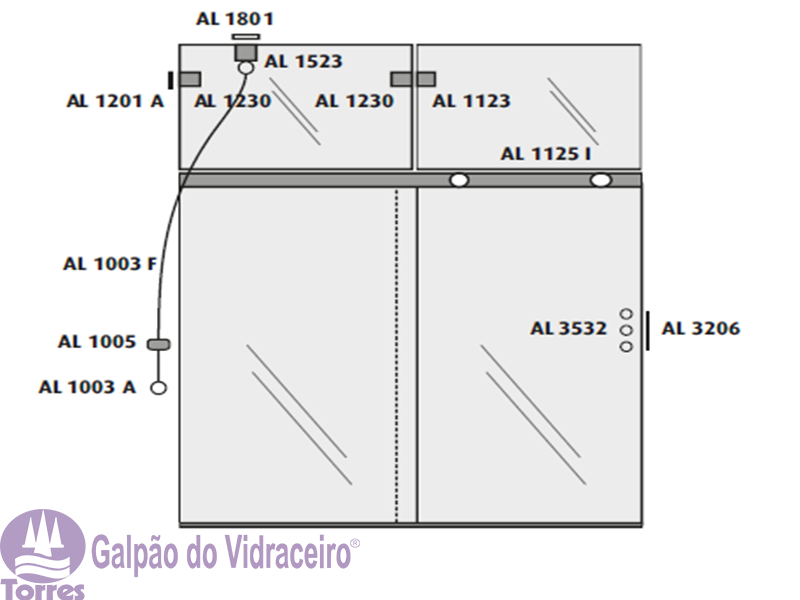 AL 1801
AL 1523
AL 1201 A
AL 1230
AL 1230
AL 1123
AL 1125 I
AL 1003 F
AL 3532
AL 3206
AL 1005
AL 1003 A
Galpão do Vidraceiro®
Torres